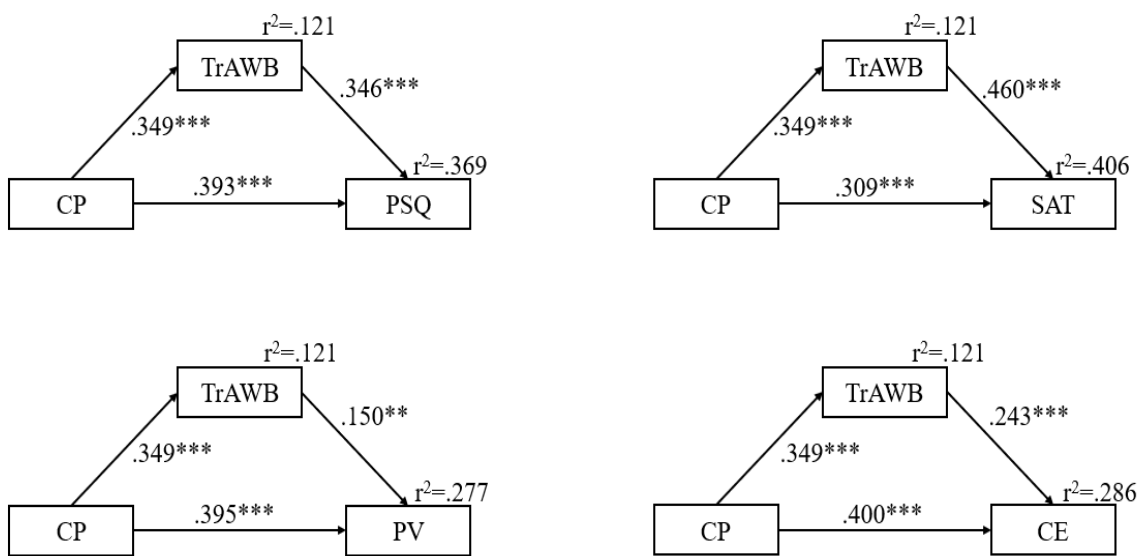 r²=.121
TrAWB
.349***
.346***
r²=.369
CP
.393***
PSQ
r²=.121
TrAWB
.349***
.460***
r²=.406
CP
.309***
SAT
r²=.121
TrAWB
.349***
.150**
r²=.277
CP
.395***
PV
r²=.121
TrAWB
.349***
.243***
r²=.286
CP
.400***
CE